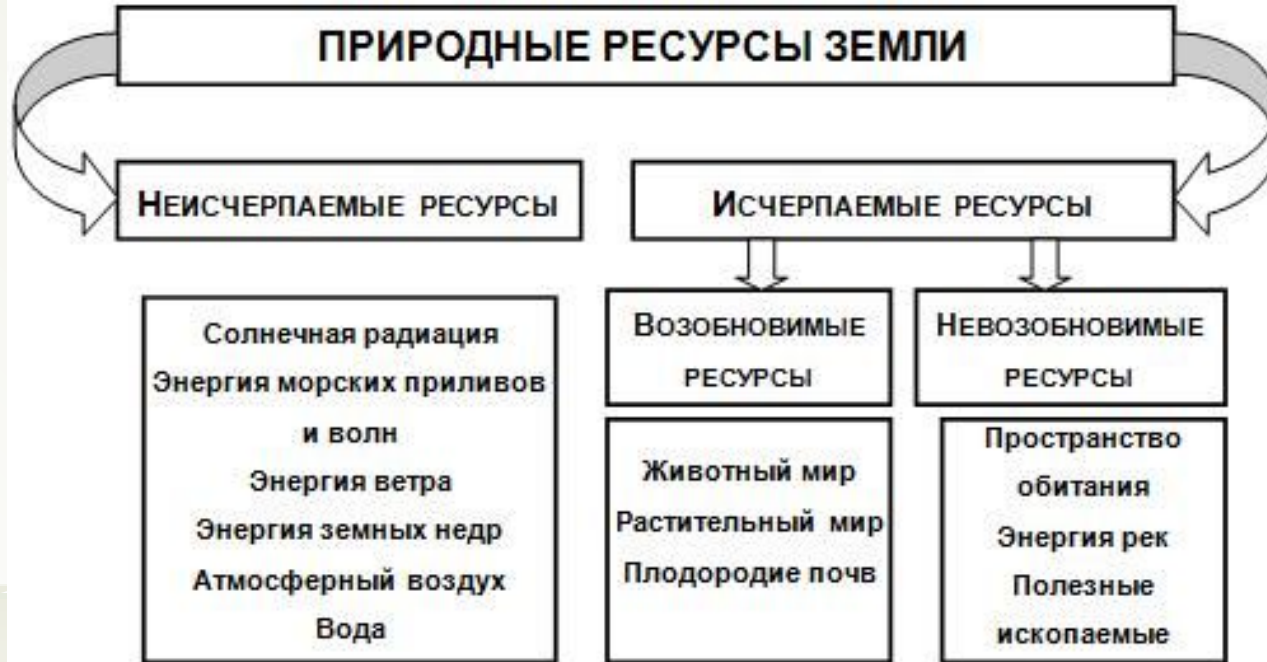 ПРИРОДНЫЕ РЕСУРСЫ ЗЕМЛИ
НЕИСЧЕРПАЕМЫЕ РЕСУРСЫ
ИСЧЕРПАЕМЫЕ РЕСУРСЫ
Солнечная радиация
Энергия морских приливов
и волн
Энергия ветра
Энергия земных недр
Атмосферный воздух
Вода
ВОЗОБНОВИМЫЕ
РЕСУРСЫ
Животный мир
Растительный мир
Плодородие почв
НЕВОЗОБНОВИМЫЕ
РЕСУРСЫ
Пространство
обитания
Энергия рек
Полезные
ископаемые